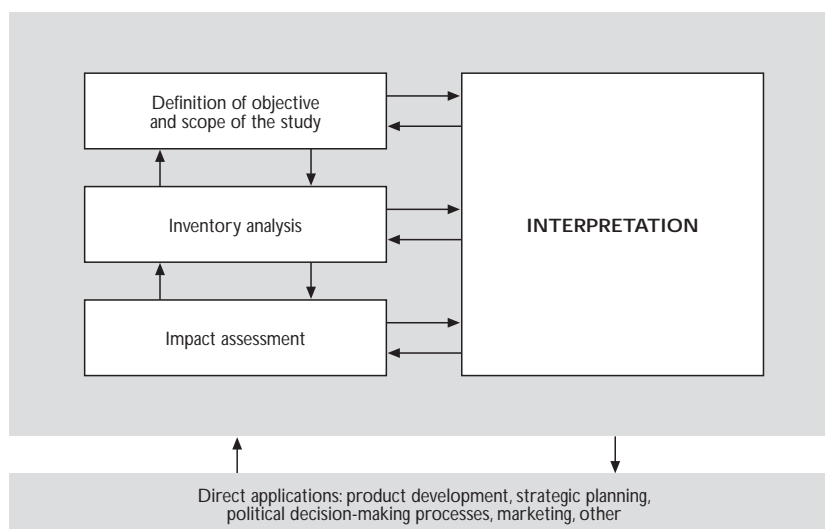 Definition of objective
and scope of the study
Inventory analysis
INTERPRETATION
Impact assessment
Direct applications: product development, strategic planning,
political decision-making processes, marketing, other